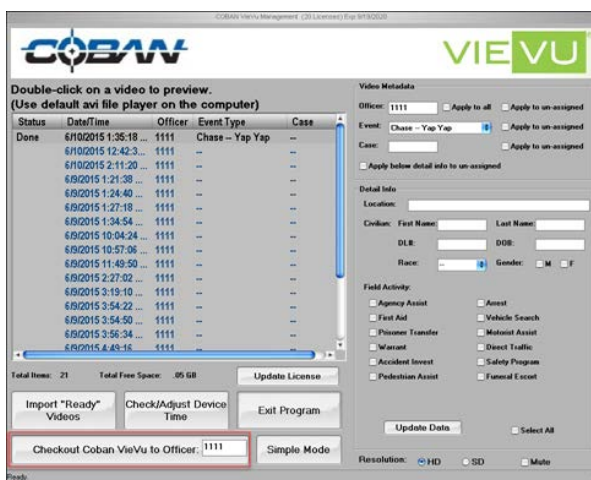 COBAN VieVu Management (20 Licensed) Exp 9/19/2020
COBAN
VIEVU
Double-click on a video to preview.
(Use default avi file player on the computer)
Status Date/Time Officer Event Type Case
Done 6/10/2015 1:35:18 ... 1111 Chase -- Yap Yap --
6/10/2015 12:42:3... 1111 -- --
6/10/2015 2:11:20 ... 1111 -- --
6/9/2015 1:21:38 ... 1111 -- --
6/9/2015 1:24:40 ... 1111 -- --
6/9/2015 1:27:18 ... 1111 -- --
6/9/2015 1:34:54 ... 1111 -- --
6/9/2015 10:04:24 ... 1111 -- --
6/9/2015 10:57:06 ... 1111 -- --
6/9/2015 11:49:50 ... 1111 -- --
6/9/2015 2:27:02 ... 1111 -- --
6/9/2015 3:19:10 ... 1111 -- --
6/9/2015 3:54:22 ... 1111 -- --
6/9/2015 3:54:50 ... 1111 -- --
6/9/2015 3:56:34 ... 1111 -- --
6/9/2015 4:49:16 1111 -- --
Total Items: 21 Total Free Space: .05 GB
Update License
Import "Ready" Videos
Check/Adjust Device Time
Exit Program
Checkout Coban VieVu to Officer: 1111
Simple Mode
Ready
Video Metadata
Officer: 1111 Apply to all Apply to un-assigned
Event: Chase -- Yap Yap Apply to un-assigned
Case: Apply to un-assigned
Apply below detail info to un-assigned
Detail Info
Location:
Civilian: First Name: Last Name:
DL#: DOB:
Race: -- Gender: M F
Field Activity:
Agency Assist Arrest
First Aid Vehicle Search
Prisoner Transfer Motorist Assist
Warrant Direct Traffic
Accident Invest Safety Program
Pedestrian Assist Funeral Escort
Update Data Select All
Resolution: HD SD Mute